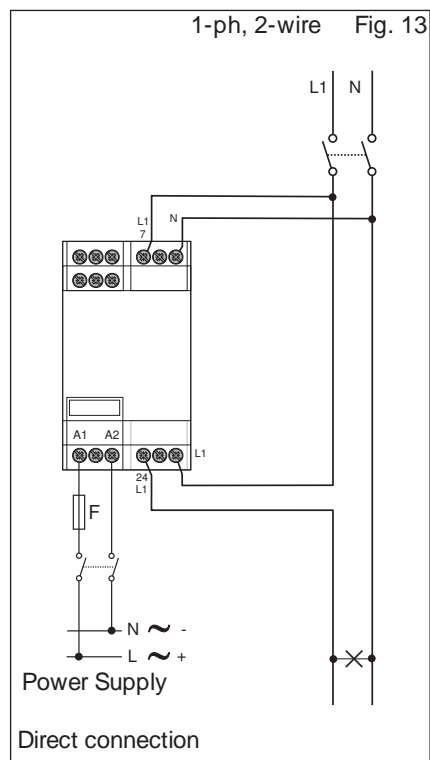 1-ph, 2-wire Fig. 13
L1 N
L1 N
7
A1 A2
L1
24
L1
F
N ~ -
L ~ +
Power Supply
Direct connection